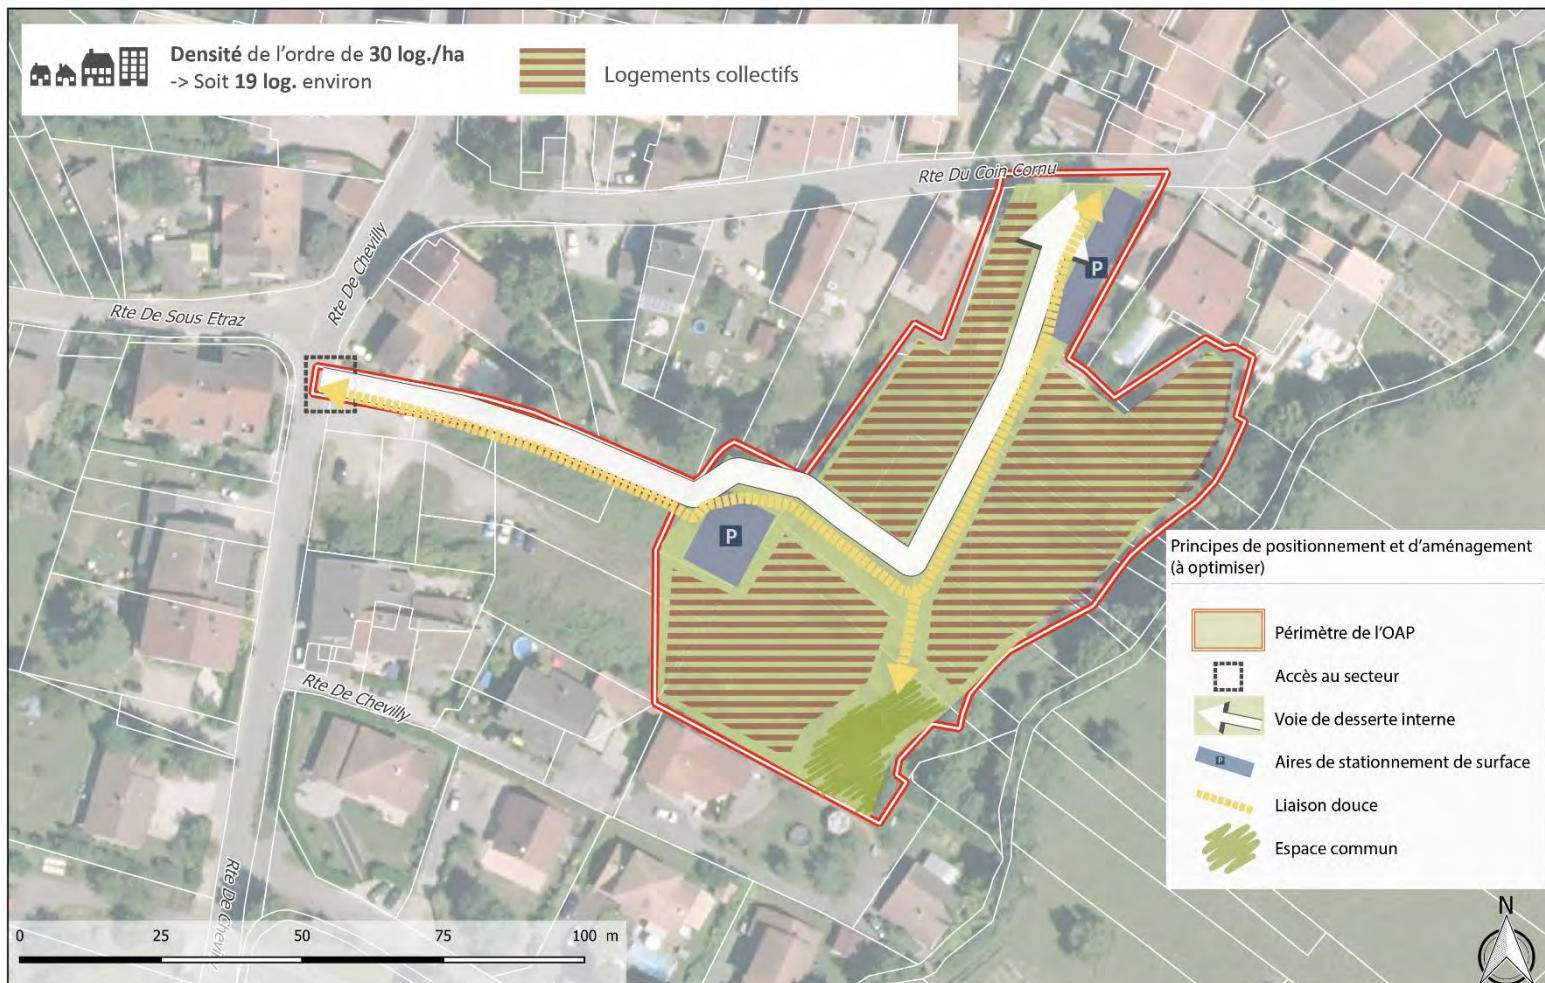 Densité de l'ordre de 30 log./ha
-> Soit 19 log. environ
Logements collectifs
Rte Du Coin Cornu
Rte De Chevilly
Rte De Sous Etraz
P
P
Rte De Chevilly
Rte De Chevilly
Principes de positionnement et d'aménagement
(à optimiser)
Périmètre de l'OAP
Accès au secteur
Voie de desserte interne
P
Aires de stationnement de surface
Liaison douce
Espace commun
0 25 50 75 100 m
N